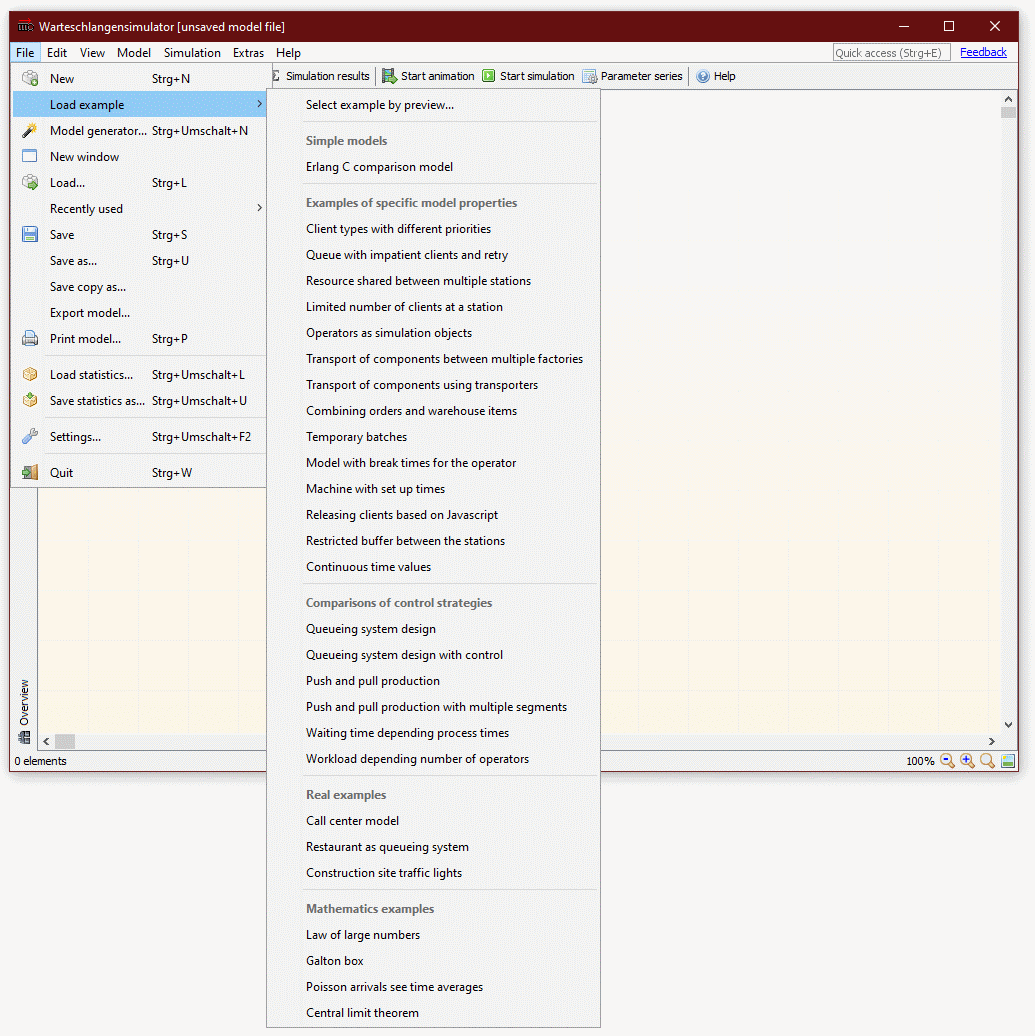 Warteschlangensimulator [unsaved model file]
File Edit View Model Simulation Extras Help
Quick access (Strg+E) Feedback
Simulation results Start animation Start simulation Parameter series Help
New Strg+N
Load example
Model generator... Strg+Umschalt+N
New window
Load... Strg+L
Recently used
Save Strg+S
Save as... Strg+U
Save copy as...
Export model...
Print model... Strg+P
Load statistics... Strg+Umschalt+L
Save statistics as... Strg+Umschalt+U
Settings... Strg+Umschalt+F2
Quit Strg+W
Select example by preview...
Simple models
Erlang C comparison model
Examples of specific model properties
Client types with different priorities
Queue with impatient clients and retry
Resource shared between multiple stations
Limited number of clients at a station
Operators as simulation objects
Transport of components between multiple factories
Transport of components using transporters
Combining orders and warehouse items
Temporary batches
Model with break times for the operator
Machine with set up times
Releasing clients based on Javascript
Restricted buffer between the stations
Continuous time values
Comparisons of control strategies
Queueing system design
Queueing system design with control
Push and pull production
Push and pull production with multiple segments
Waiting time depending process times
Workload depending number of operators
Real examples
Call center model
Restaurant as queueing system
Construction site traffic lights
Mathematics examples
Law of large numbers
Galton box
Poisson arrivals see time averages
Central limit theorem
Overview
0 elements
100%